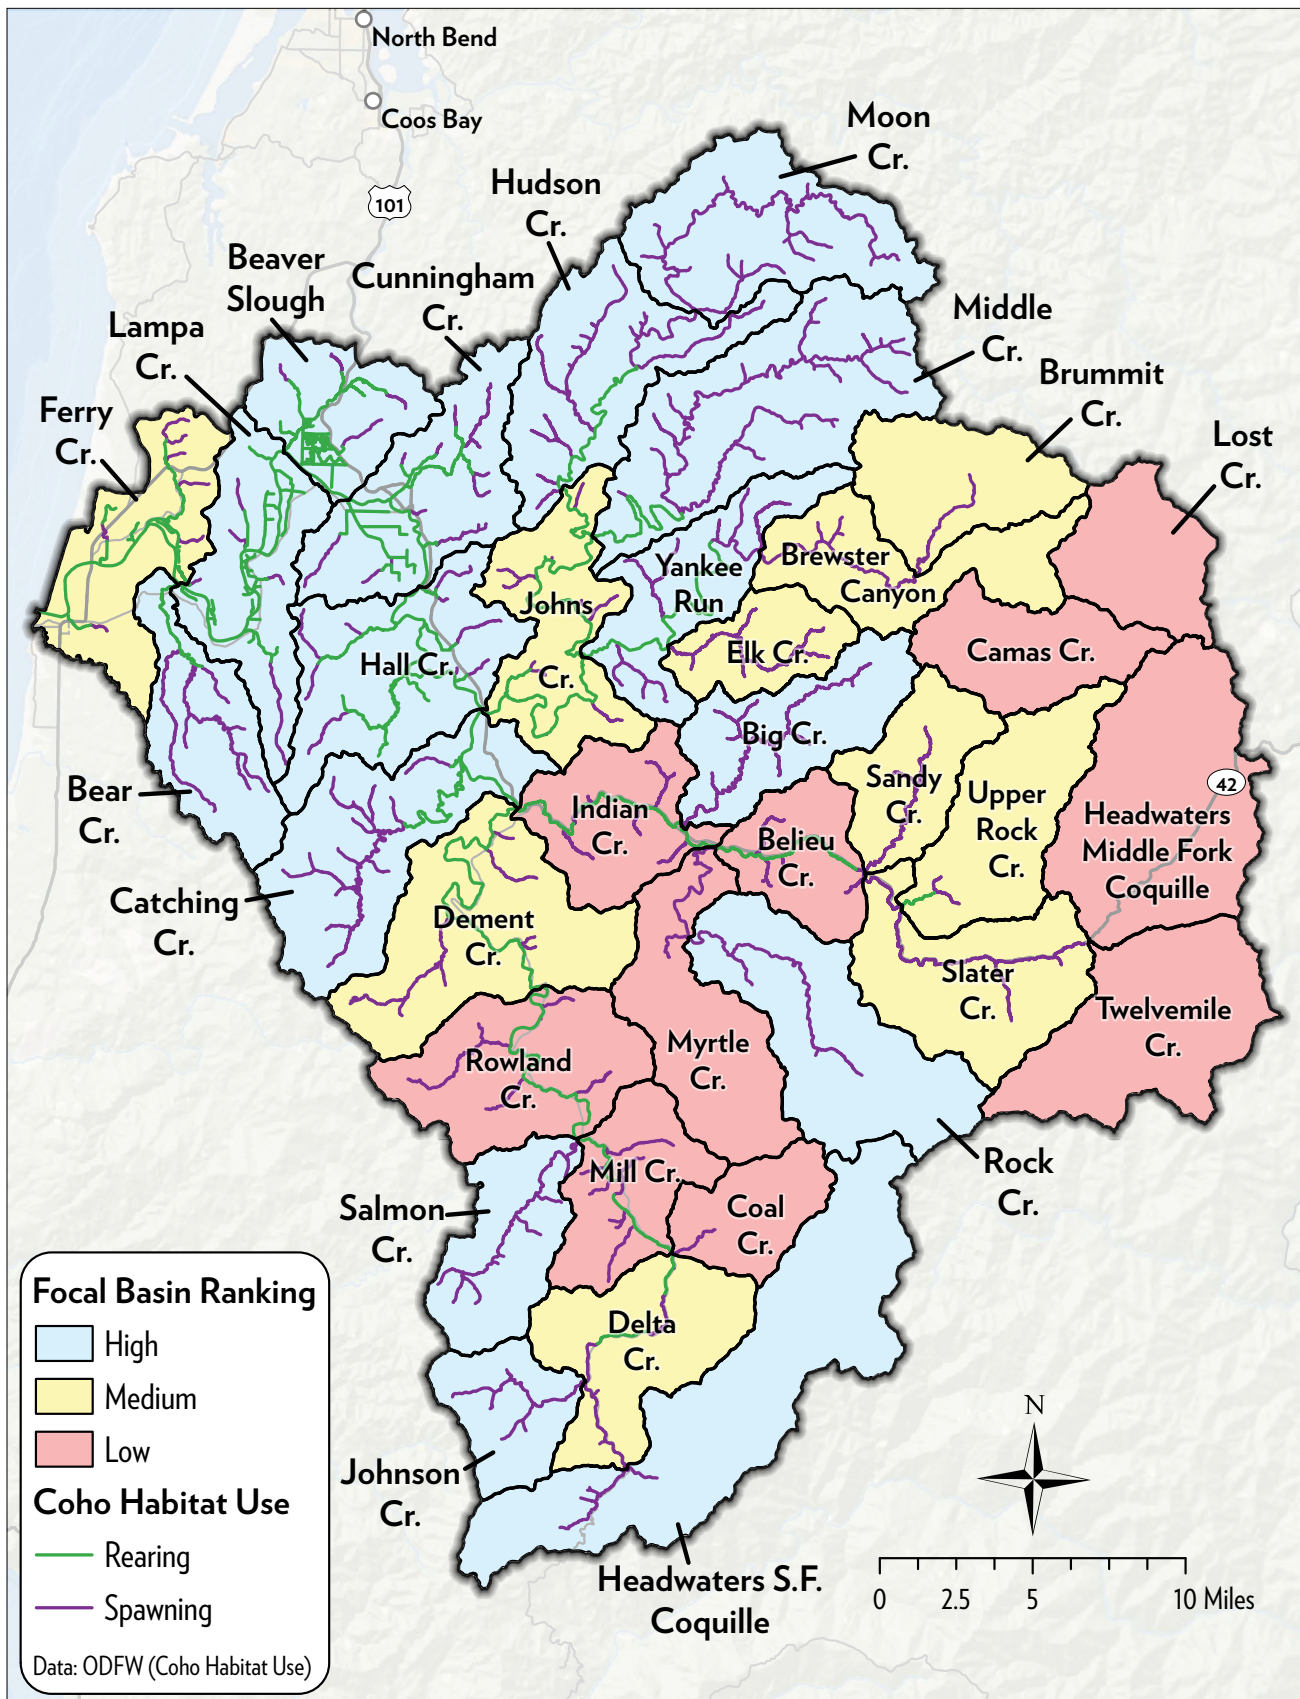 North Bend
Coos Bay
101
Moon
Cr.
Hudson
Cr.
Beaver
Slough
Cunningham
Cr.
Lampa
Cr.
Middle
Cr.
Ferry
Cr.
Brummit
Cr.
Lost
Cr.
Yankee
Run
Brewster
Canyon
Johns
Cr.
Hall Cr.
Elk Cr.
Camas Cr.
Big Cr.
Bear
Cr.
Sandy
Cr.
Upper
Rock
Cr.
42
Headwaters
Middle Fork
Coquille
Indian
Cr.
Belieu
Cr.
Catching
Cr.
Dement
Cr.
Slater
Cr.
Twelvemile
Cr.
Rowland
Cr.
Myrtle
Cr.
Rock
Cr.
Mill Cr.
Salmon
Cr.
Coal
Cr.
Delta
Cr.
Johnson
Cr.
Headwaters S.F.
Coquille
Focal Basin Ranking
High
Medium
Low
Coho Habitat Use
Rearing
Spawning
Data: ODFW (Coho Habitat Use)
N
0 2.5 5 10 Miles